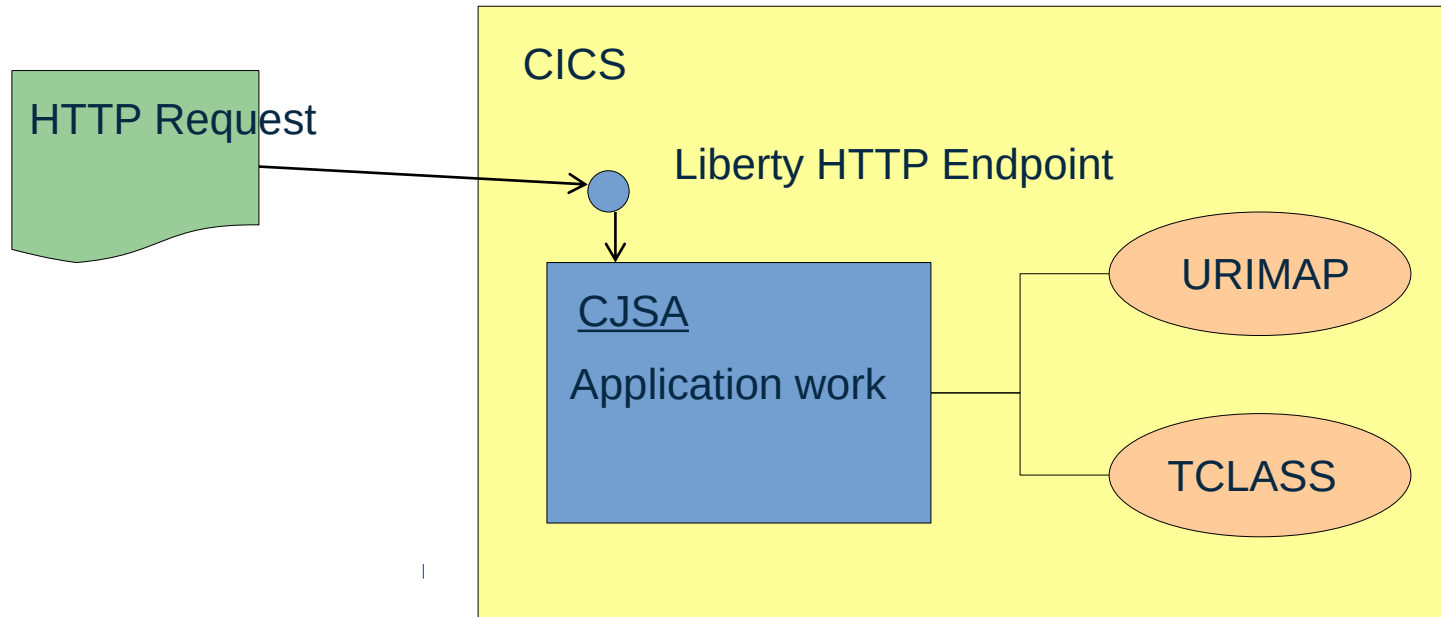 CICS
HTTP Request
Liberty HTTP Endpoint
URIMAP
CJSA
Application work
TCLASS